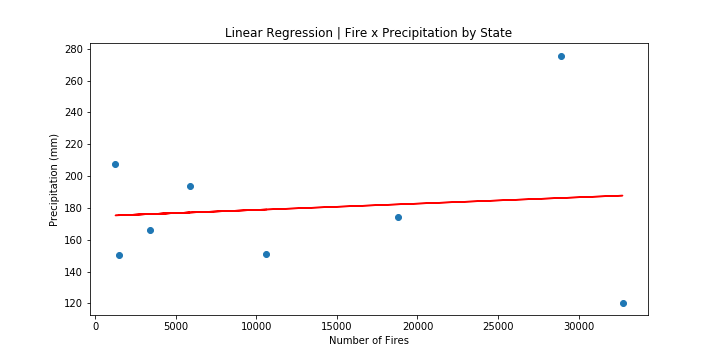 Linear Regression | Fire x Precipitation by State
280
260
240
220
200
180
160
140
120
Precipitation (mm)
0 5000 10000 15000 20000 25000 30000
Number of Fires